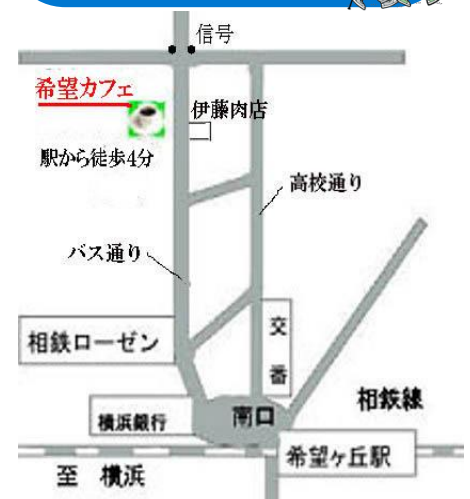 信号
希望カフェ
伊藤肉店
駅から徒歩4分
高校通り
バス通り
相鉄ローゼン
交番
相鉄線
横浜銀行
南口
希望ヶ丘駅
至 横浜